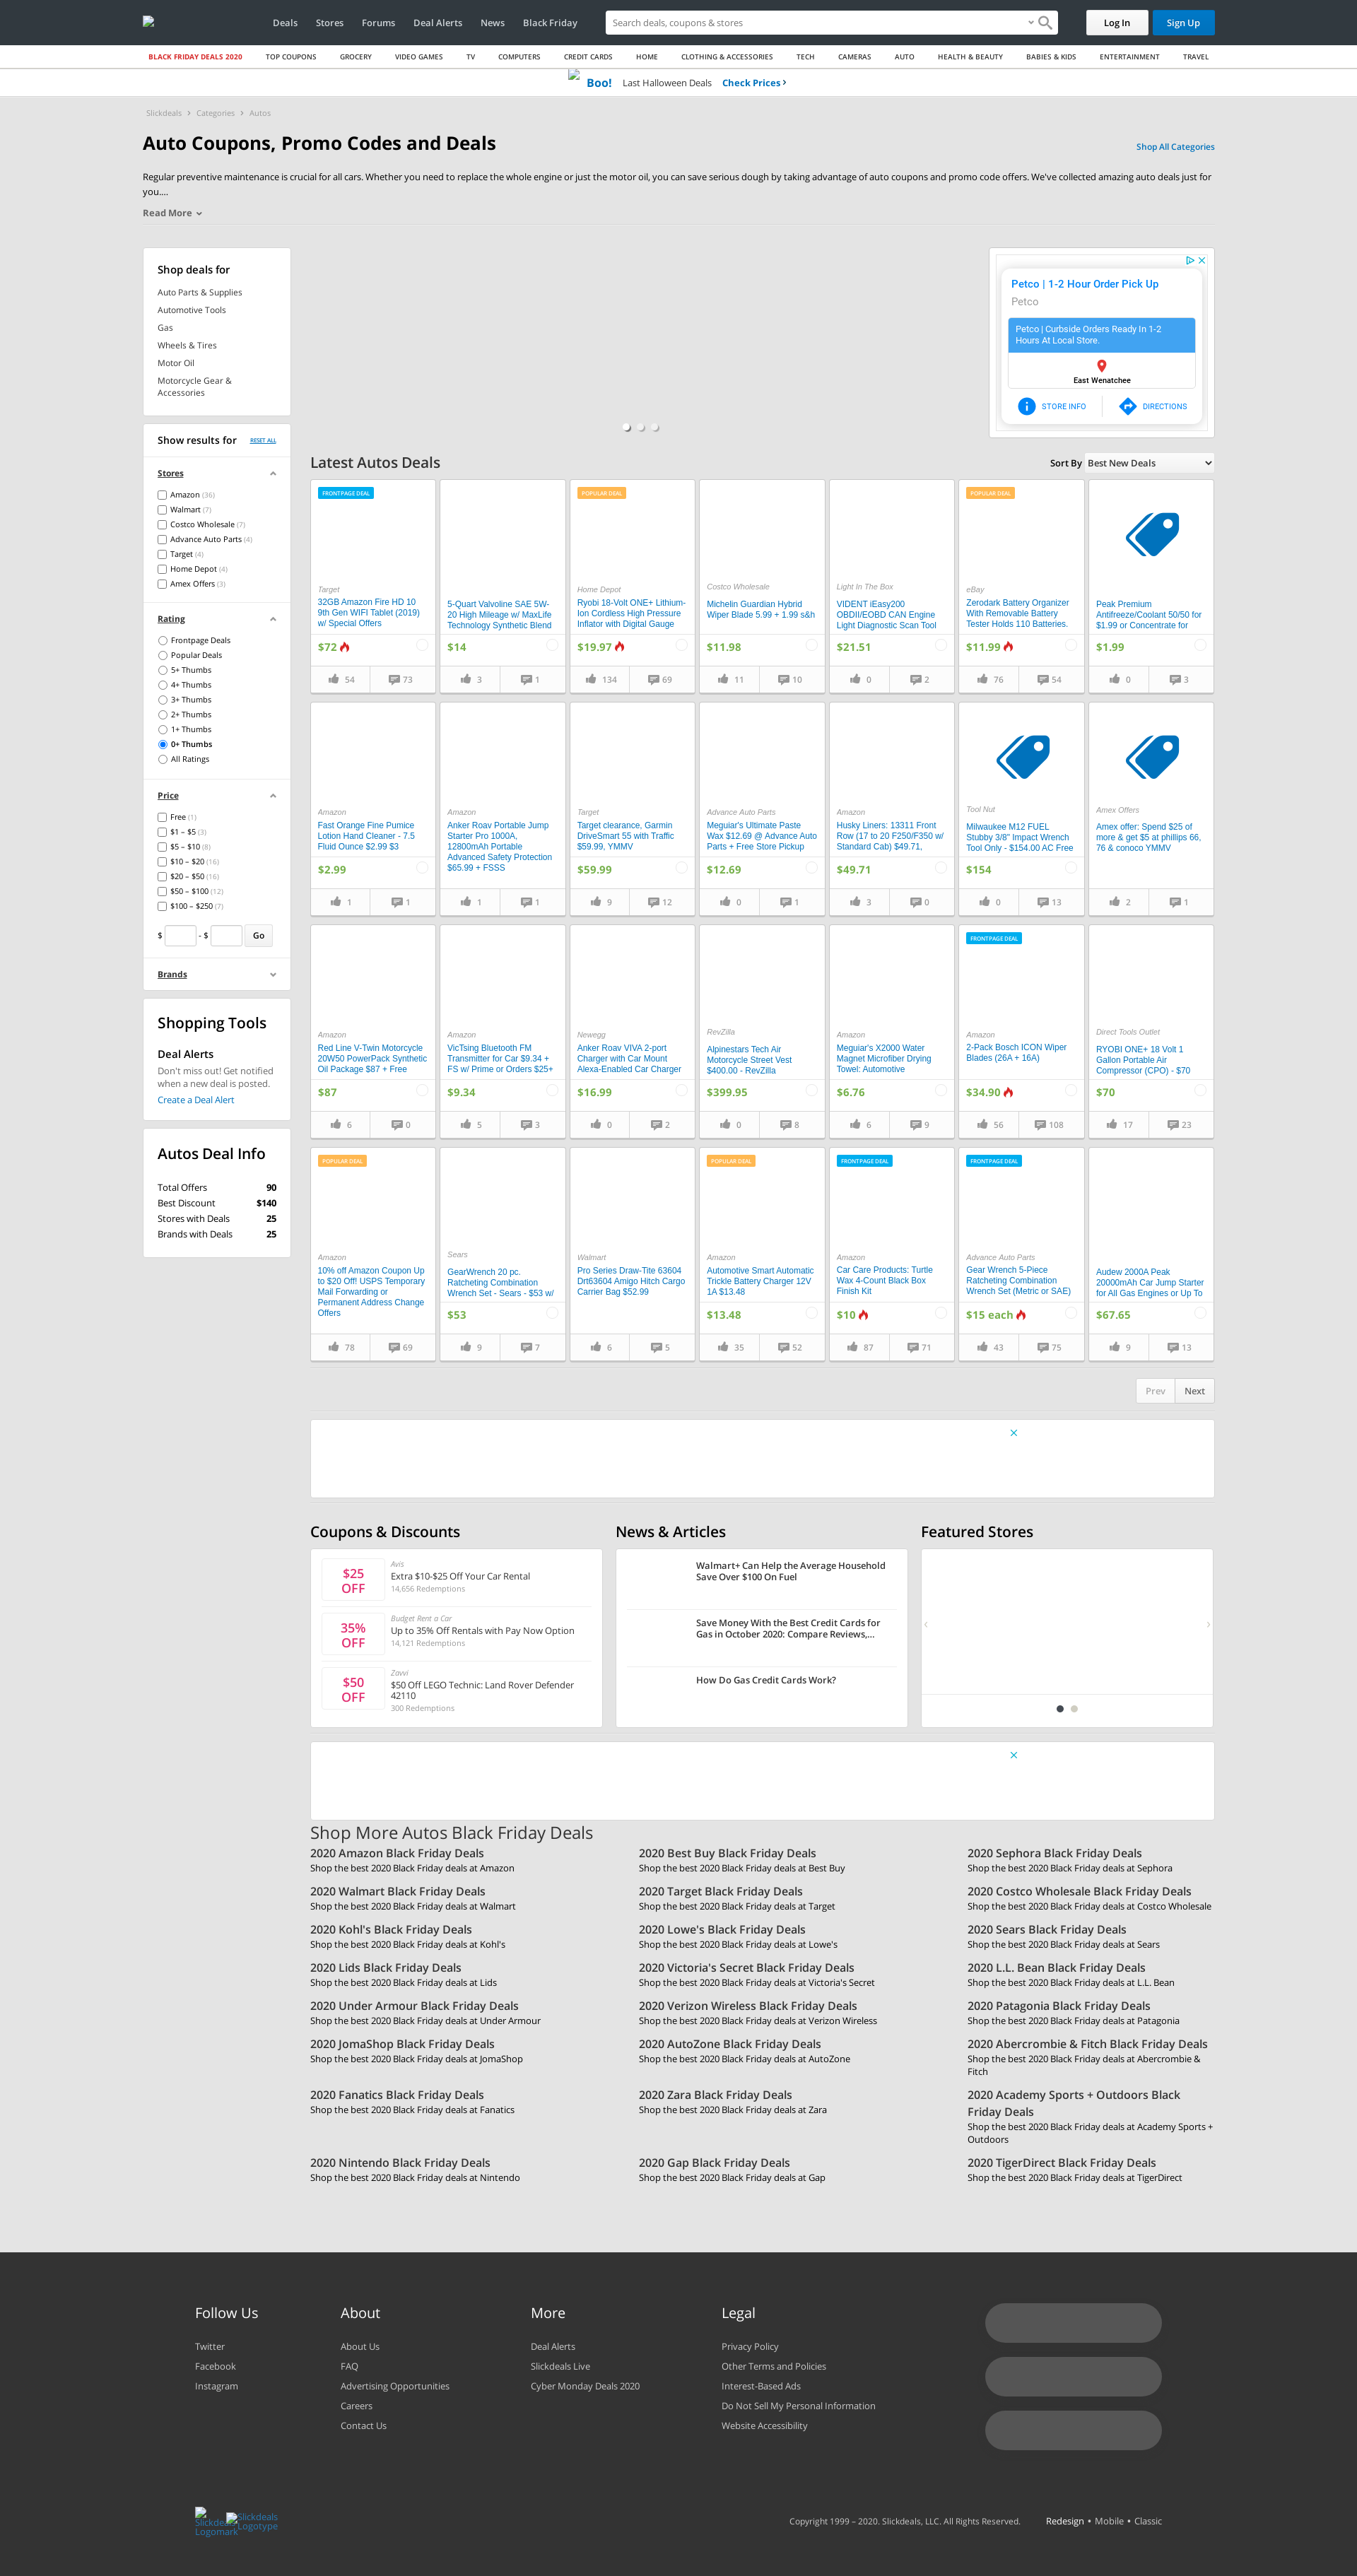 Deals Stores Forums Deal Alerts News Black Friday
Search deals, coupons & stores
Log In
Sign Up
BLACK FRIDAY DEALS 2020 TOP COUPONS GROCERY VIDEO GAMES TV COMPUTERS CREDIT CARDS HOME CLOTHING & ACCESSORIES TECH CAMERAS AUTO HEALTH & BEAUTY BABIES & KIDS ENTERTAINMENT TRAVEL
Boo! Last Halloween Deals Check Prices ›
Slickdeals › Categories › Autos
Auto Coupons, Promo Codes and Deals
Shop All Categories
Regular preventive maintenance is crucial for all cars. Whether you need to replace the whole engine or just the motor oil, you can save serious dough by taking advantage of auto coupons and promo code offers. We've collected amazing auto deals just for
you....
Read More
Shop deals for
Auto Parts & Supplies
Automotive Tools
Gas
Wheels & Tires
Motor Oil
Motorcycle Gear &
Accessories
Show results for
RESET ALL
Stores
Amazon (36)
Walmart (7)
Costco Wholesale (7)
Advance Auto Parts (4)
Target (4)
Home Depot (4)
Amex Offers (3)
Rating
Frontpage Deals
Popular Deals
5+ Thumbs
4+ Thumbs
3+ Thumbs
2+ Thumbs
1+ Thumbs
0+ Thumbs
All Ratings
Price
Free (1)
$1 – $5 (3)
$5 – $10 (8)
$10 – $20 (16)
$20 – $50 (16)
$50 – $100 (12)
$100 – $250 (7)
$ - $ Go
Brands
Shopping Tools
Deal Alerts
Don't miss out! Get notified
when a new deal is posted.
Create a Deal Alert
Autos Deal Info
Total Offers 90
Best Discount $140
Stores with Deals 25
Brands with Deals 25
Petco | 1-2 Hour Order Pick Up
Petco
Petco | Curbside Orders Ready In 1-2
Hours At Local Store.
East Wenatchee
STORE INFO
DIRECTIONS
Latest Autos Deals
Sort By Best New Deals
FRONTPAGE DEAL
Target
32GB Amazon Fire HD 10
9th Gen WIFI Tablet (2019)
w/ Special Offers
$72
54 73
5-Quart Valvoline SAE 5W-
20 High Mileage w/ MaxLife
Technology Synthetic Blend
$14
3 1
POPULAR DEAL
Home Depot
Ryobi 18-Volt ONE+ Lithium-
Ion Cordless High Pressure
Inflator with Digital Gauge
$19.97
134 69
Costco Wholesale
Michelin Guardian Hybrid
Wiper Blade 5.99 + 1.99 s&h
$11.98
11 10
Light In The Box
VIDENT iEasy200
OBDII/EOBD CAN Engine
Light Diagnostic Scan Tool
$21.51
0 2
POPULAR DEAL
eBay
Zerodark Battery Organizer
With Removable Battery
Tester Holds 110 Batteries.
$11.99
76 54
Peak Premium
Antifreeze/Coolant 50/50 for
$1.99 or Concentrate for
$1.99
0 3
Amazon
Fast Orange Fine Pumice
Lotion Hand Cleaner - 7.5
Fluid Ounce $2.99 $3
$2.99
1 1
Amazon
Anker Roav Portable Jump
Starter Pro 1000A,
12800mAh Portable
Advanced Safety Protection
$65.99 + FSSS
1 1
Target
Target clearance, Garmin
DriveSmart 55 with Traffic
$59.99, YMMV
$59.99
9 12
Advance Auto Parts
Meguiar's Ultimate Paste
Wax $12.69 @ Advance Auto
Parts + Free Store Pickup
$12.69
0 1
Amazon
Husky Liners: 13311 Front
Row (17 to 20 F250/F350 w/
Standard Cab) $49.71,
$49.71
3 0
Tool Nut
Milwaukee M12 FUEL
Stubby 3/8" Impact Wrench
Tool Only - $154.00 AC Free
$154
0 13
Amex Offers
Amex offer: Spend $25 of
more & get $5 at phillips 66,
76 & conoco YMMV
2 1
Amazon
Red Line V-Twin Motorcycle
20W50 PowerPack Synthetic
Oil Package $87 + Free
$87
6 0
Amazon
VicTsing Bluetooth FM
Transmitter for Car $9.34 +
FS w/ Prime or Orders $25+
$9.34
5 3
Newegg
Anker Roav VIVA 2-port
Charger with Car Mount
Alexa-Enabled Car Charger
$16.99
0 2
RevZilla
Alpinestars Tech Air
Motorcycle Street Vest
$400.00 - RevZilla
$399.95
0 8
Amazon
Meguiar's X2000 Water
Magnet Microfiber Drying
Towel: Automotive
$6.76
6 9
FRONTPAGE DEAL
Amazon
2-Pack Bosch ICON Wiper
Blades (26A + 16A)
$34.90
56 108
Direct Tools Outlet
RYOBI ONE+ 18 Volt 1
Gallon Portable Air
Compressor (CPO) - $70
$70
17 23
POPULAR DEAL
Amazon
10% off Amazon Coupon Up
to $20 Off! USPS Temporary
Mail Forwarding or
Permanent Address Change
Offers
78 69
Sears
GearWrench 20 pc.
Ratcheting Combination
Wrench Set - Sears - $53 w/
$53
9 7
Walmart
Pro Series Draw-Tite 63604
Drt63604 Amigo Hitch Cargo
Carrier Bag $52.99
6 5
POPULAR DEAL
Amazon
Automotive Smart Automatic
Trickle Battery Charger 12V
1A $13.48
$13.48
35 52
FRONTPAGE DEAL
Amazon
Car Care Products: Turtle
Wax 4-Count Black Box
Finish Kit
$10
87 71
FRONTPAGE DEAL
Advance Auto Parts
Gear Wrench 5-Piece
Ratcheting Combination
Wrench Set (Metric or SAE)
$15 each
43 75
Audew 2000A Peak
20000mAh Car Jump Starter
for All Gas Engines or Up To
$67.65
9 13
Prev Next
Coupons & Discounts
$25
OFF
Avis
Extra $10-$25 Off Your Car Rental
14,656 Redemptions
35%
OFF
Budget Rent a Car
Up to 35% Off Rentals with Pay Now Option
14,121 Redemptions
$50
OFF
Zavvi
$50 Off LEGO Technic: Land Rover Defender
42110
300 Redemptions
News & Articles
Walmart+ Can Help the Average Household
Save Over $100 On Fuel
Save Money With the Best Credit Cards for
Gas in October 2020: Compare Reviews,...
How Do Gas Credit Cards Work?
Featured Stores
Shop More Autos Black Friday Deals
2020 Amazon Black Friday Deals
Shop the best 2020 Black Friday deals at Amazon
2020 Best Buy Black Friday Deals
Shop the best 2020 Black Friday deals at Best Buy
2020 Sephora Black Friday Deals
Shop the best 2020 Black Friday deals at Sephora
2020 Walmart Black Friday Deals
Shop the best 2020 Black Friday deals at Walmart
2020 Target Black Friday Deals
Shop the best 2020 Black Friday deals at Target
2020 Costco Wholesale Black Friday Deals
Shop the best 2020 Black Friday deals at Costco Wholesale
2020 Kohl's Black Friday Deals
Shop the best 2020 Black Friday deals at Kohl's
2020 Lowe's Black Friday Deals
Shop the best 2020 Black Friday deals at Lowe's
2020 Sears Black Friday Deals
Shop the best 2020 Black Friday deals at Sears
2020 Lids Black Friday Deals
Shop the best 2020 Black Friday deals at Lids
2020 Victoria's Secret Black Friday Deals
Shop the best 2020 Black Friday deals at Victoria's Secret
2020 L.L. Bean Black Friday Deals
Shop the best 2020 Black Friday deals at L.L. Bean
2020 Under Armour Black Friday Deals
Shop the best 2020 Black Friday deals at Under Armour
2020 Verizon Wireless Black Friday Deals
Shop the best 2020 Black Friday deals at Verizon Wireless
2020 Patagonia Black Friday Deals
Shop the best 2020 Black Friday deals at Patagonia
2020 JomaShop Black Friday Deals
Shop the best 2020 Black Friday deals at JomaShop
2020 AutoZone Black Friday Deals
Shop the best 2020 Black Friday deals at AutoZone
2020 Abercrombie & Fitch Black Friday Deals
Shop the best 2020 Black Friday deals at Abercrombie &
Fitch
2020 Fanatics Black Friday Deals
Shop the best 2020 Black Friday deals at Fanatics
2020 Zara Black Friday Deals
Shop the best 2020 Black Friday deals at Zara
2020 Academy Sports + Outdoors Black
Friday Deals
Shop the best 2020 Black Friday deals at Academy Sports +
Outdoors
2020 Nintendo Black Friday Deals
Shop the best 2020 Black Friday deals at Nintendo
2020 Gap Black Friday Deals
Shop the best 2020 Black Friday deals at Gap
2020 TigerDirect Black Friday Deals
Shop the best 2020 Black Friday deals at TigerDirect
Follow Us
Twitter
Facebook
Instagram
About
About Us
FAQ
Advertising Opportunities
Careers
Contact Us
More
Deal Alerts
Slickdeals Live
Cyber Monday Deals 2020
Legal
Privacy Policy
Other Terms and Policies
Interest-Based Ads
Do Not Sell My Personal Information
Website Accessibility
Slickdeals
Logomark
Slickdeals
Logotype
Copyright 1999 – 2020. Slickdeals, LLC. All Rights Reserved.
Redesign • Mobile • Classic